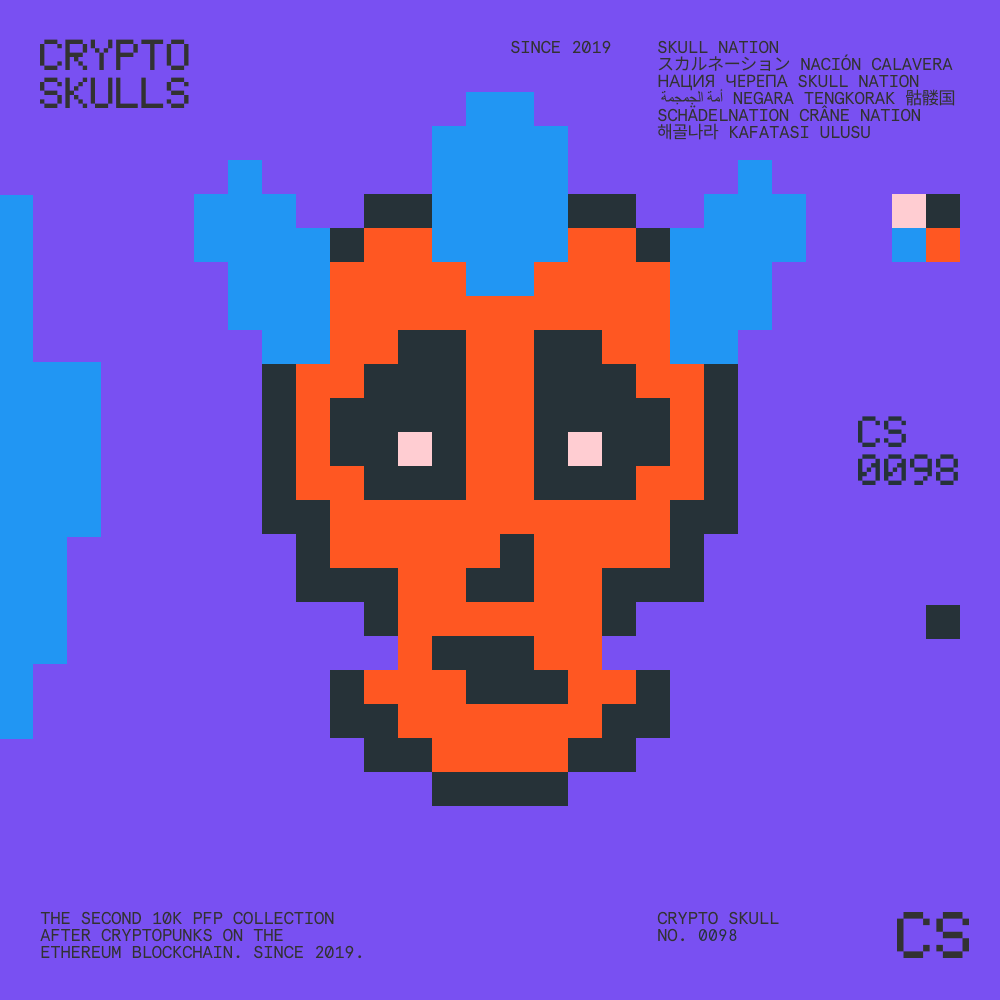 CRYPTO
SKULLS
SINCE 2019
SKULL NATION
スカルネーション NACIÓN CALAVERA
НАЦИЯ ЧЕРЕПА SKULL NATION
أمة الجمجمة NEGARA TENGKORAK 骷髅国
SCHÄDELNATION CRÂNE NATION
해골나라 KAFATASI ULUSU
CS
0098
THE SECOND 10K PFP COLLECTION
AFTER CRYPTOPUNKS ON THE
ETHEREUM BLOCKCHAIN. SINCE 2019.
CRYPTO SKULL
NO. 0098
CS